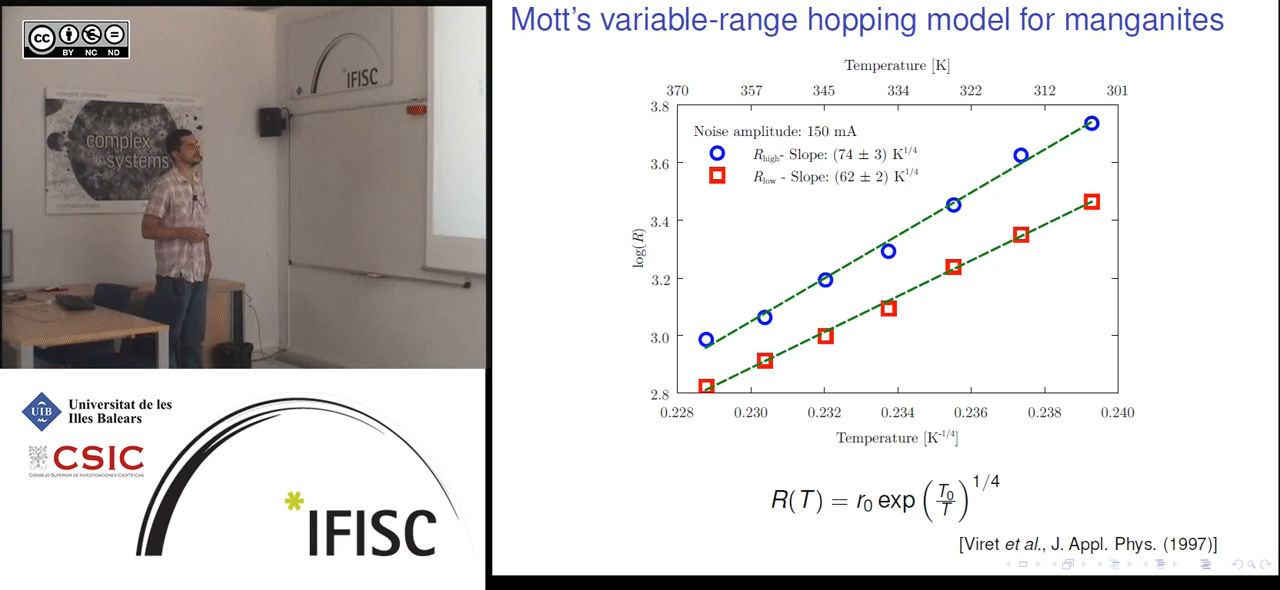 cc BY NC ND
IFISC
complex
systems
Universitat de les
Illes Balears
UIB
CSIC
CONSEJO SUPERIOR DE INVESTIGACIONES CIENTÍFICAS
*IFISC
Mott's variable-range hopping model for manganites
Temperature [K]
370 357 345 334 322 312 301
Noise amplitude: 150 mA
R_high - Slope: (74 ± 3) K^1/4
R_low - Slope: (62 ± 2) K^1/4
log(R)
3.8
3.6
3.4
3.2
3.0
2.8
0.228 0.230 0.232 0.234 0.236 0.238 0.240
Temperature [K^-1/4]
R(T) = r_0 exp (T_0/T)^1/4
[Viret et al., J. Appl. Phys. (1997)]